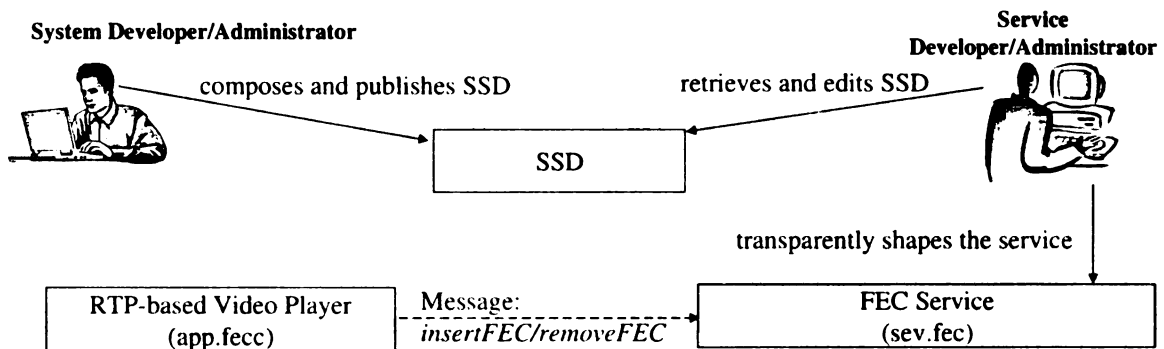 System Developer/Administrator
Service
Developer/Administrator
composes and publishes SSD
retrieves and edits SSD
SSD
transparently shapes the service
RTP-based Video Player
(app.fecc)
Message:
insertFEC/removeFEC
FEC Service
(sev.fec)